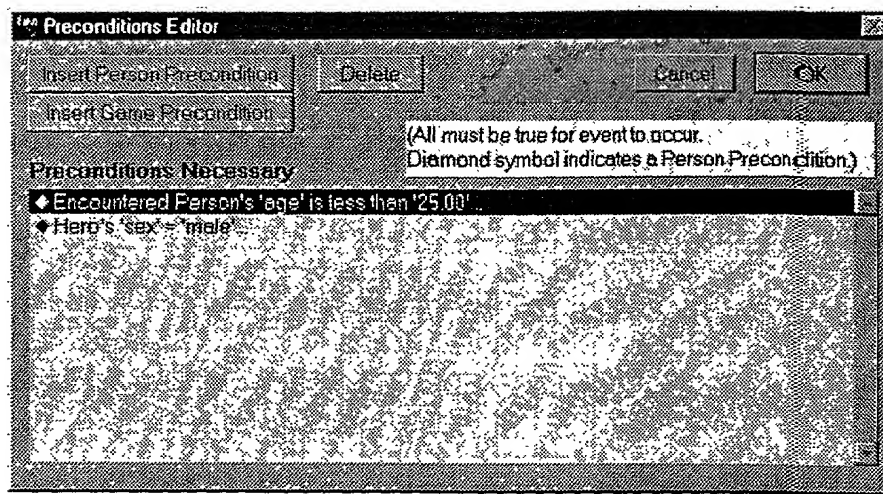 Preconditions Editor
Insert Person Precondition
Delete
Cancel
OK
Insert Game Precondition
(All must be true for event to occur.
Diamond symbol indicates a Person Precondition.)
Preconditions Necessary
Encountered Person's 'age' is less than '25.00'...
Hero's 'sex' = 'male'...